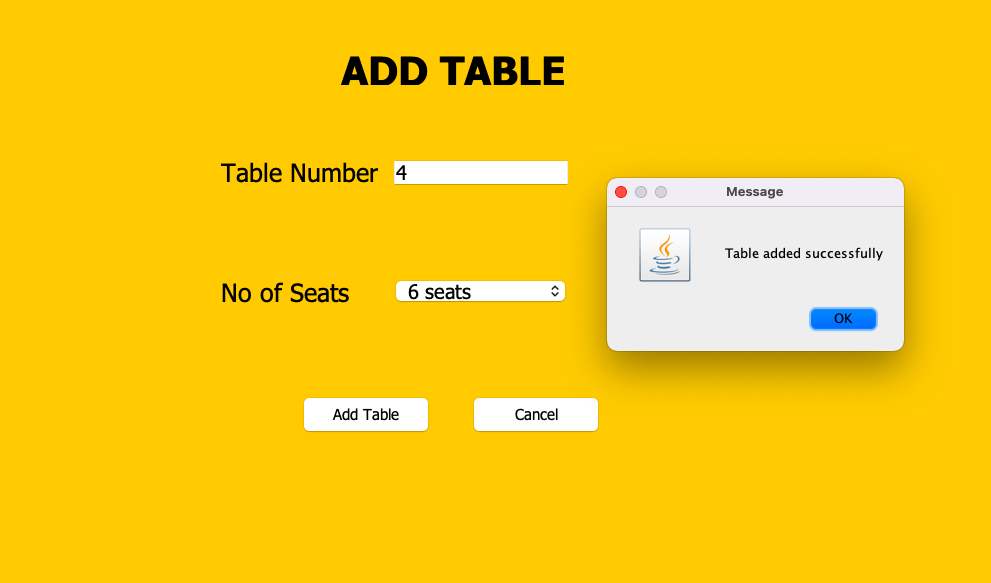 ADD TABLE
Table Number 4
Message
Table added successfully
No of Seats 6 seats
OK
Add Table Cancel